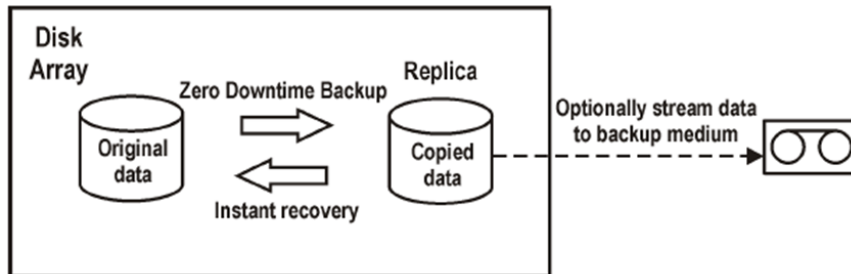 Disk
Array
Zero Downtime Backup
Replica
Original
data
Copied
data
Instant recovery
Optionally stream data
to backup medium